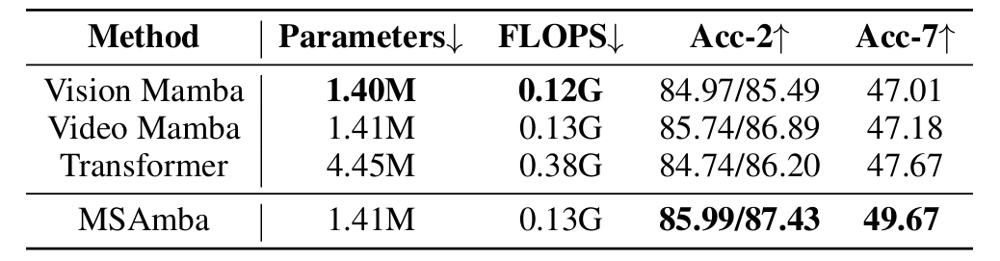 Method Parameters↓ FLOPS↓ Acc-2↑ Acc-7↑
Vision Mamba 1.40M 0.12G 84.97/85.49 47.01
Video Mamba 1.41M 0.13G 85.74/86.89 47.18
Transformer 4.45M 0.38G 84.74/86.20 47.67
MSAmba 1.41M 0.13G 85.99/87.43 49.67